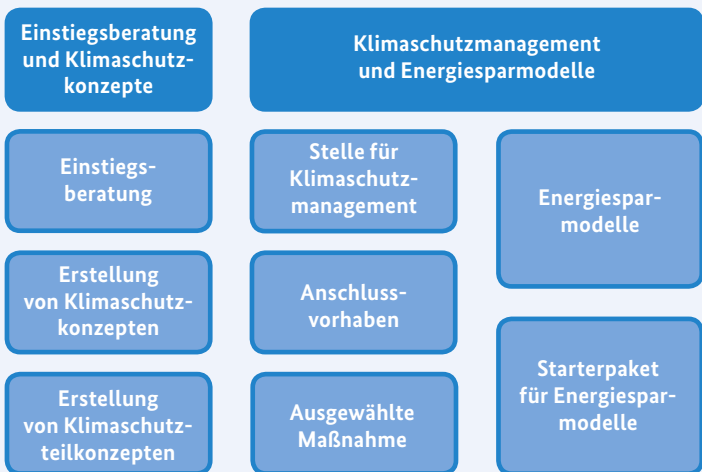 Einstiegsberatung
und Klimaschutz-
konzepte
Klimaschutzmanagement
und Energiesparmodelle
Einstiegs-
beratung
Erstellung
von Klimaschutz-
konzepten
Erstellung
von Klimaschutz-
teilkonzepten
Stelle für
Klimaschutz-
management
Anschluss-
vorhaben
Ausgewählte
Maßnahme
Energiespar-
modelle
Starterpaket
für Energiespar-
modelle